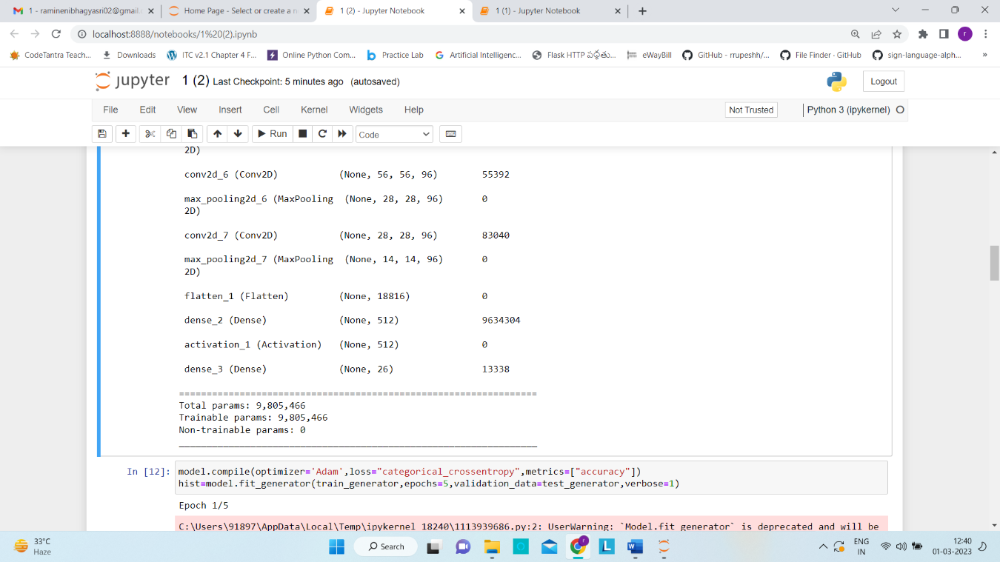 1 - raminenibhagyasri02@gmail.
Home Page - Select or create a n
1 (2) - Jupyter Notebook
1 (1) - Jupyter Notebook
localhost:8888/notebooks/1%20(2).ipynb
r
CodeTantra Teach...
Downloads
ITC v2.1 Chapter 4 F...
Online Python Com...
Practice Lab
Artificial Intelligenc...
Flask HTTP పద్ధతు...
eWayBill
GitHub - rrupeshh/...
File Finder · GitHub
sign-language-alph...
»
jupyter 1 (2) Last Checkpoint: 5 minutes ago (autosaved)
Logout
File Edit View Insert Cell Kernel Widgets Help
Not Trusted
Python 3 (ipykernel)
Run
Code
2D)
conv2d_6 (Conv2D) (None, 56, 56, 96) 55392
max_pooling2d_6 (MaxPooling (None, 28, 28, 96) 0
2D)
conv2d_7 (Conv2D) (None, 28, 28, 96) 83040
max_pooling2d_7 (MaxPooling (None, 14, 14, 96) 0
2D)
flatten_1 (Flatten) (None, 18816) 0
dense_2 (Dense) (None, 512) 9634304
activation_1 (Activation) (None, 512) 0
dense_3 (Dense) (None, 26) 13338
=================================================================
Total params: 9,805,466
Trainable params: 9,805,466
Non-trainable params: 0
_________________________________________________________________
In [12]: model.compile(optimizer='Adam',loss="categorical_crossentropy",metrics=["accuracy"])
hist=model.fit_generator(train_generator,epochs=5,validation_data=test_generator,verbose=1)
Epoch 1/5
C:\Users\91897\AppData\Local\Temp\ipykernel_18240\1113939686.py:2: UserWarning: `Model.fit_generator` is deprecated and will be
33°C
Haze
Search
ENG
IN
12:40
01-03-2023